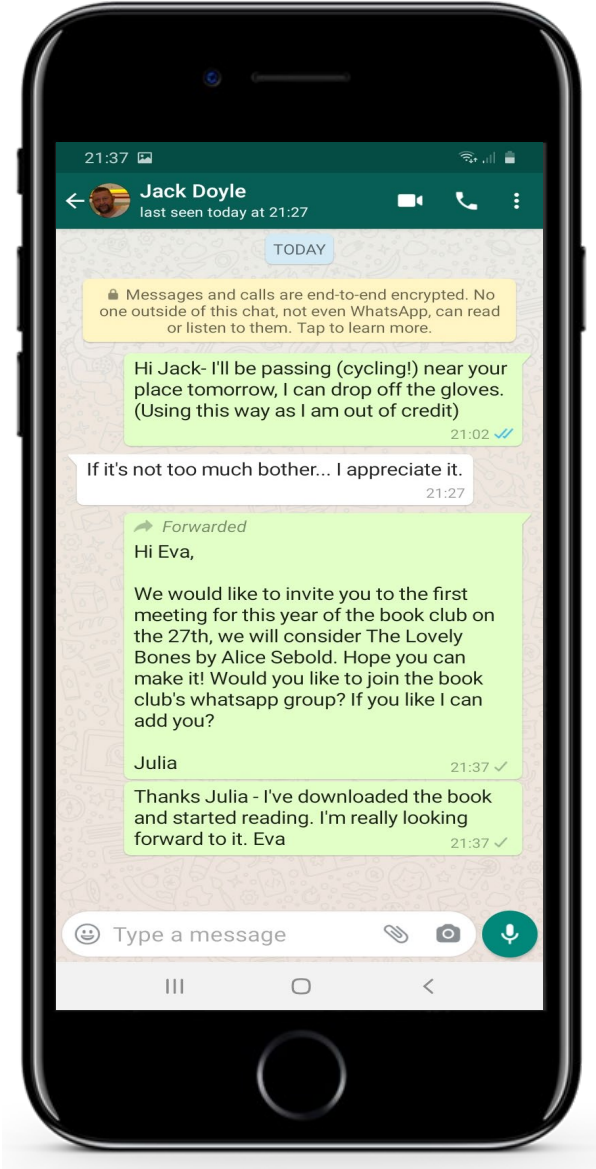 21:37
Jack Doyle
last seen today at 21:27
TODAY
Messages and calls are end-to-end encrypted. No
one outside of this chat, not even WhatsApp, can read
or listen to them. Tap to learn more.
Hi Jack- I'll be passing (cycling!) near your
place tomorrow, I can drop off the gloves.
(Using this way as I am out of credit)
21:02
If it's not too much bother... I appreciate it.
21:27
Forwarded
Hi Eva,
We would like to invite you to the first
meeting for this year of the book club on
the 27th, we will consider The Lovely
Bones by Alice Sebold. Hope you can
make it! Would you like to join the book
club's whatsapp group? If you like I can
add you?
Julia
21:37
Thanks Julia - I've downloaded the book
and started reading. I'm really looking
forward to it. Eva
21:37
Type a message